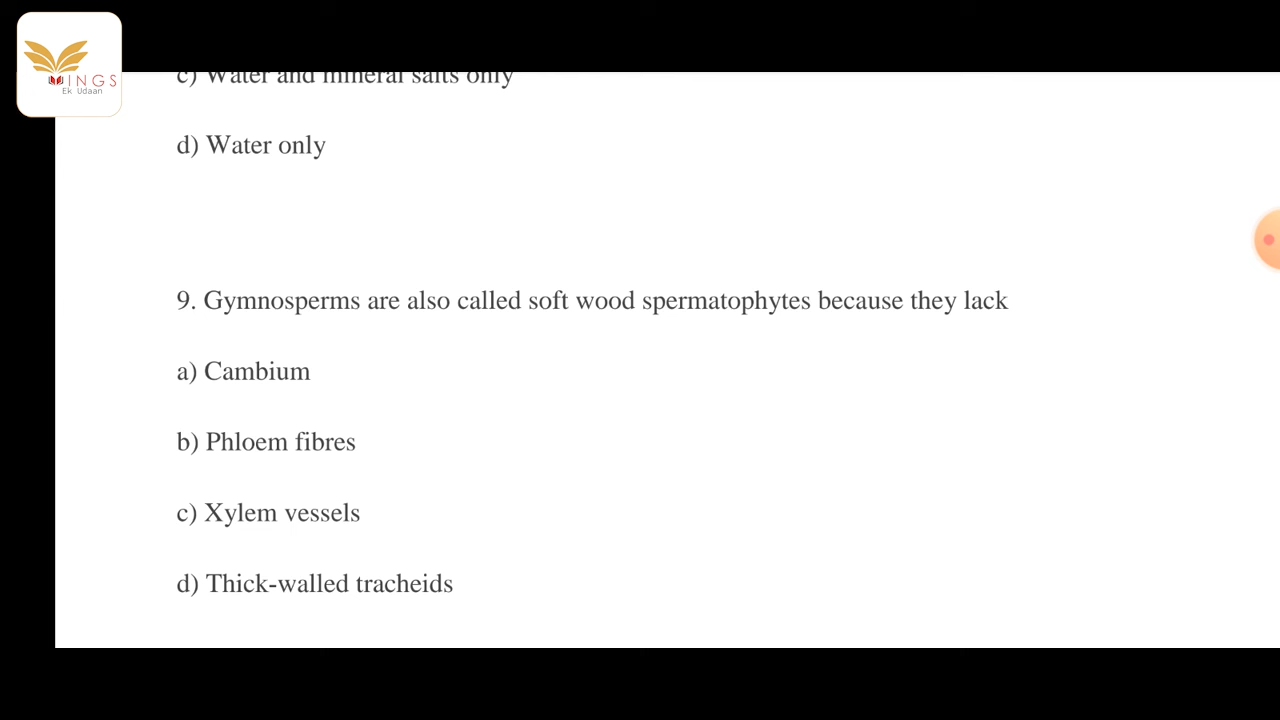 WINGS
Ek Udaan
c) Water and mineral salts only
d) Water only
9. Gymnosperms are also called soft wood spermatophytes because they lack
a) Cambium
b) Phloem fibres
c) Xylem vessels
d) Thick-walled tracheids